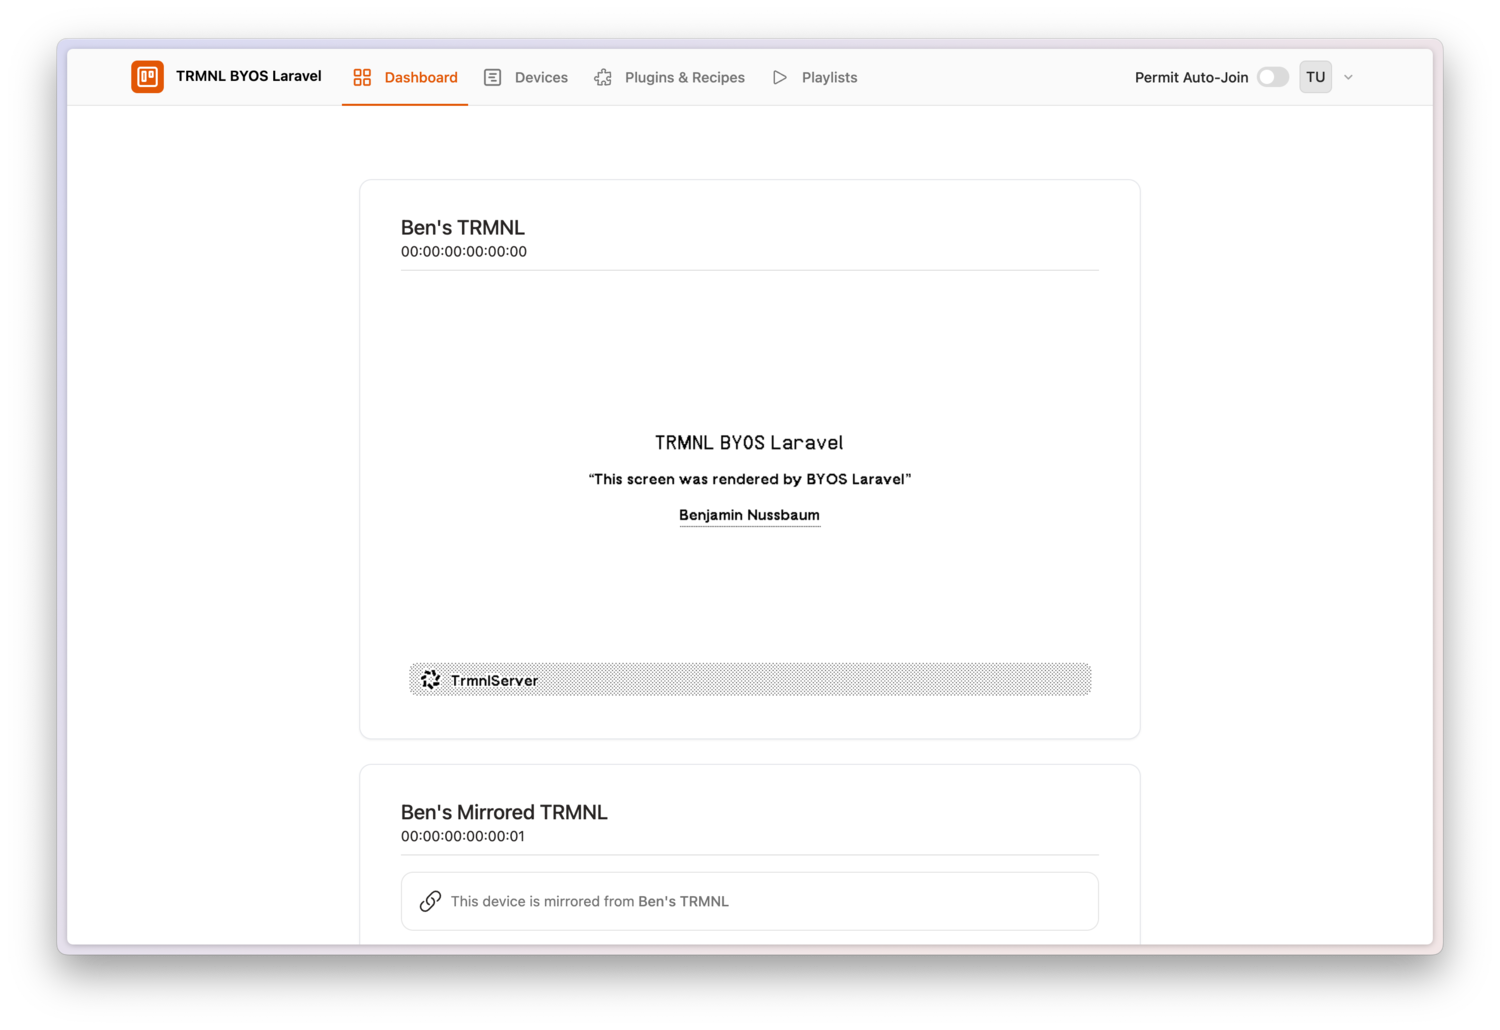 TRMNL BYOS Laravel
Dashboard
Devices
Plugins & Recipes
Playlists
Permit Auto-Join
TU
Ben's TRMNL
00:00:00:00:00:00
TRMNL BYOS Laravel
“This screen was rendered by BYOS Laravel”
Benjamin Nussbaum
TrmnlServer
Ben's Mirrored TRMNL
00:00:00:00:00:01
This device is mirrored from Ben's TRMNL